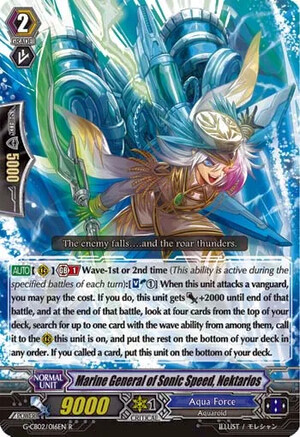 2
GRADE
SHIELD
5000
The enemy falls....and the roar thunders.
AUTO [1] SB 1 Wave-1st or 2nd time (This ability is active during the
specified battles of each turn):[V 1] When this unit attacks a vanguard,
you may pay the cost. If you do, this unit gets +2000 until end of that
battle, and at the end of that battle, look at four cards from the top of your
deck, search for up to one card with the wave ability from among them, call
it to the this unit is on, and put the rest on the bottom of your deck in
any order. If you called a card, put this unit on the bottom of your deck.
NORMAL
UNIT
Marine General of Sonic Speed, Nektarios
POWER
9000
1
CRITICAL
Aqua Force
Aquaroid
G-CB02/016EN R
ILLUST / モレシャン